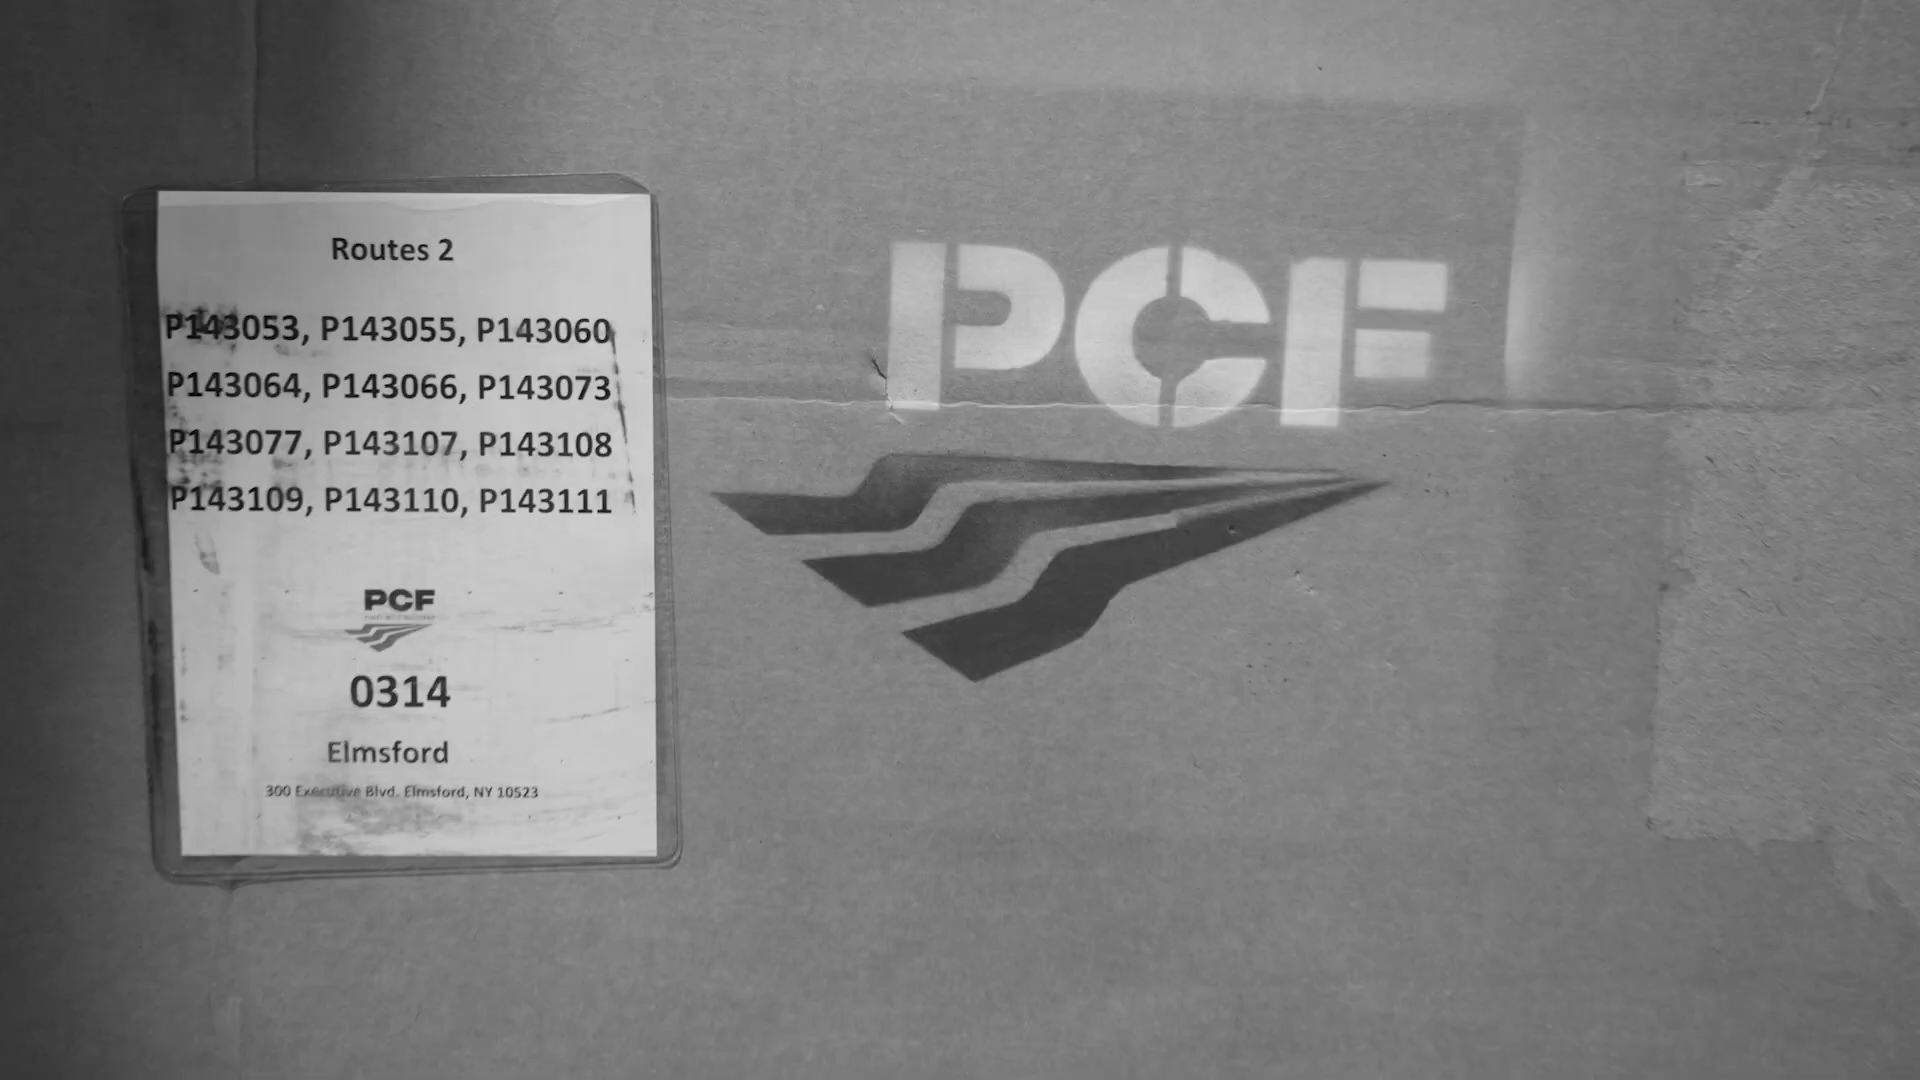 Routes 2
P143053, P143055, P143060
P143064, P143066, P143073
P143077, P143107, P143108
P143109, P143110, P143111
PCF
0314
Elmsford
300 Executive Blvd. Elmsford, NY 10523
PCF